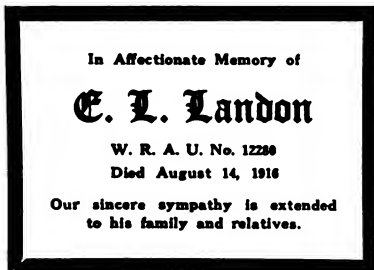 In Affectionate Memory of
E. L. Landon
W. R. A. U. No. 12280
Died August 14, 1916
Our sincere sympathy is extended
to his family and relatives.